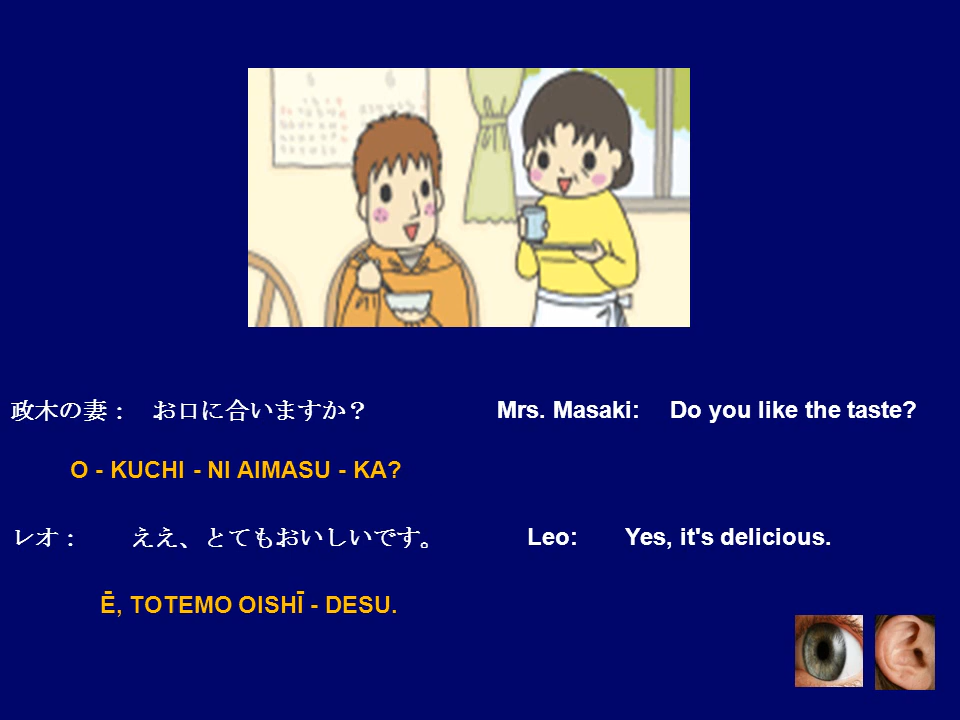 政木の妻： お口に合いますか？ Mrs. Masaki: Do you like the taste?
O - KUCHI - NI AIMASU - KA?
レオ： ええ、とてもおいしいです。 Leo: Yes, it's delicious.
Ē, TOTEMO OISHĪ - DESU.